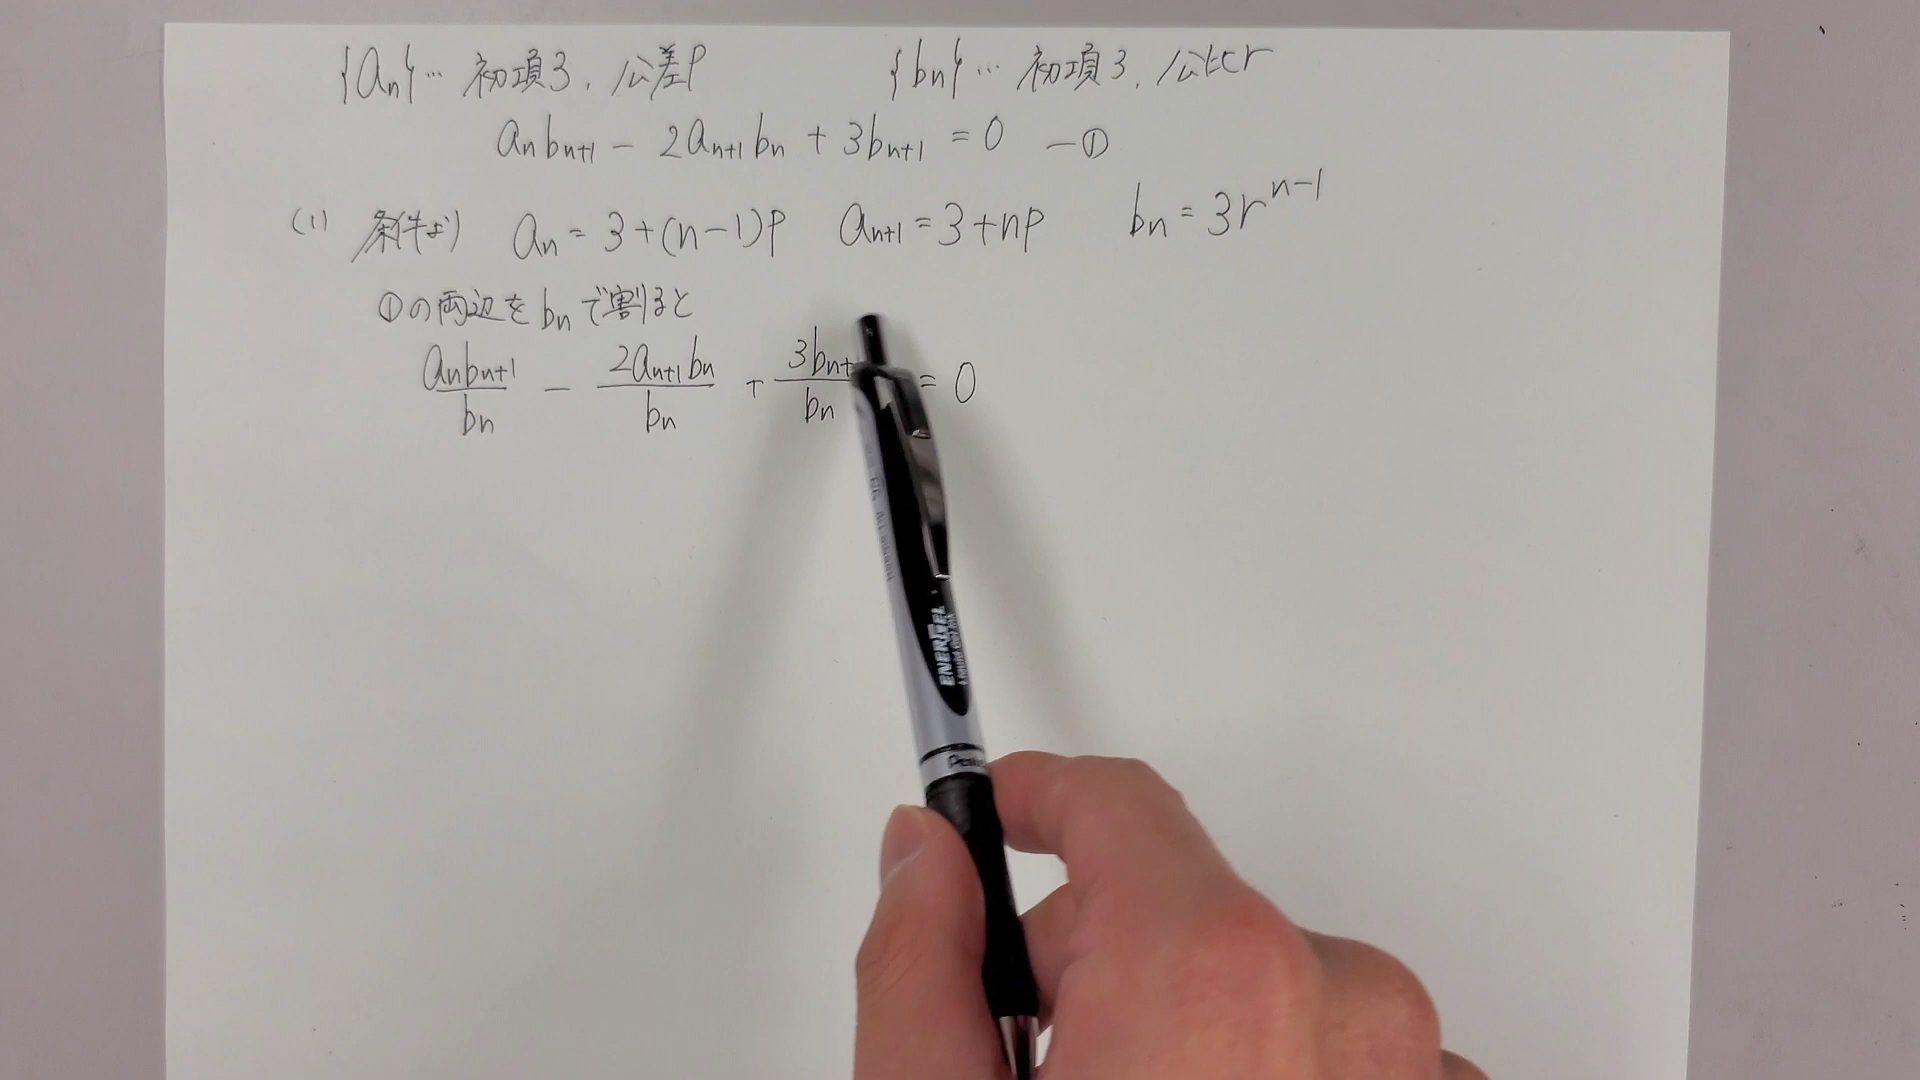 {an}… 初項3, 公差p {bn}… 初項3, 公比r
anbn+1 - 2an+1bn + 3bn+1 = 0 —①
(1) 条件より an = 3+(n-1)p an+1 = 3+np bn = 3r^(n-1)
①の両辺をbnで割ると
anbn+1/bn - 2an+1bn/bn + 3bn+/bn = 0
ENERGEL